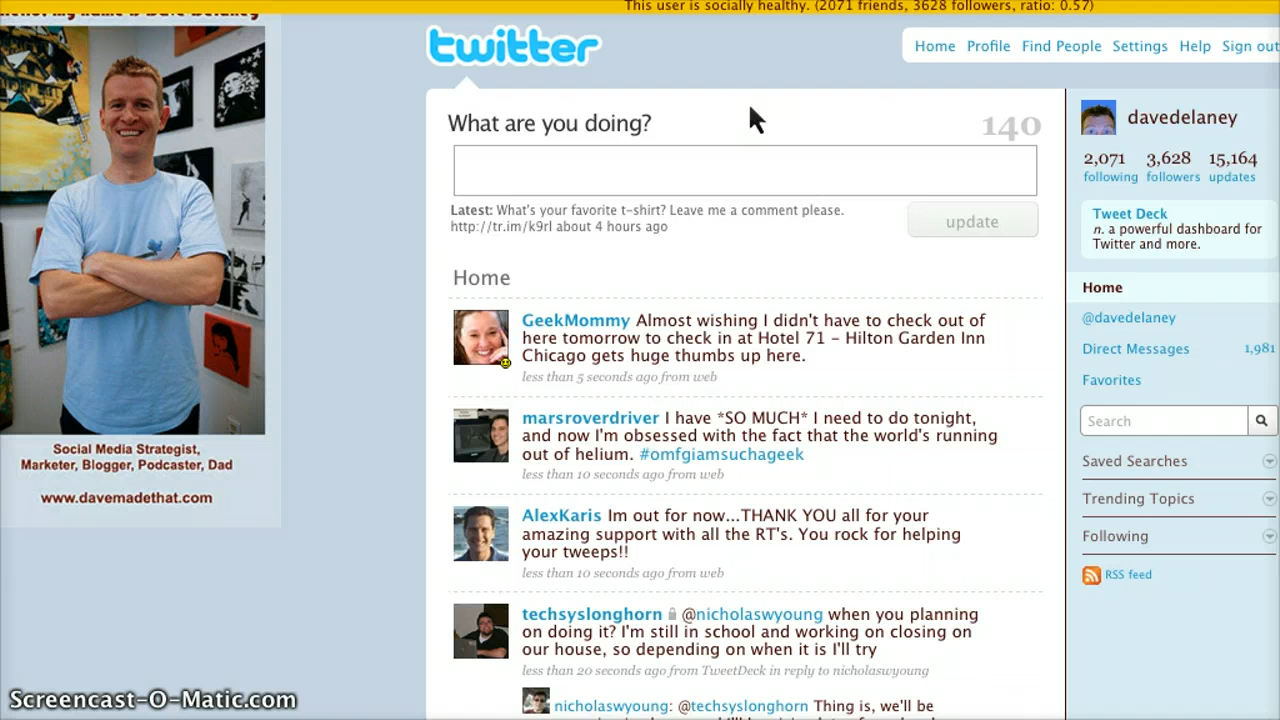 This user is socially healthy. (2071 friends, 3628 followers, ratio: 0.57)
my name is Dave Delaney
twitter
Home Profile Find People Settings Help Sign out
What are you doing?
140
Latest: What's your favorite t-shirt? Leave me a comment please.
http://tr.im/k9rl about 4 hours ago
update
Home
GeekMommy Almost wishing I didn't have to check out of
here tomorrow to check in at Hotel 71 – Hilton Garden Inn
Chicago gets huge thumbs up here.
less than 5 seconds ago from web
marsroverdriver I have *SO MUCH* I need to do tonight,
and now I'm obsessed with the fact that the world's running
out of helium. #omfgiamsuchageek
less than 10 seconds ago from web
AlexKaris Im out for now...THANK YOU all for your
amazing support with all the RT's. You rock for helping
your tweeps!!
less than 10 seconds ago from web
techsyslonghorn @nicholaswyoung when you planning
on doing it? I'm still in school and working on closing on
our house, so depending on when it is I'll try
less than 20 seconds ago from TweetDeck in reply to nicholaswyoung
nicholaswyoung: @techsyslonghorn Thing is, we'll be
davedelaney
2,071 3,628 15,164
following followers updates
Tweet Deck
n. a powerful dashboard for
Twitter and more.
Home
@davedelaney
Direct Messages 1,981
Favorites
Search
Saved Searches
Trending Topics
Following
RSS feed
Social Media Strategist,
Marketer, Blogger, Podcaster, Dad
www.davemadethat.com
Screencast-O-Matic.com